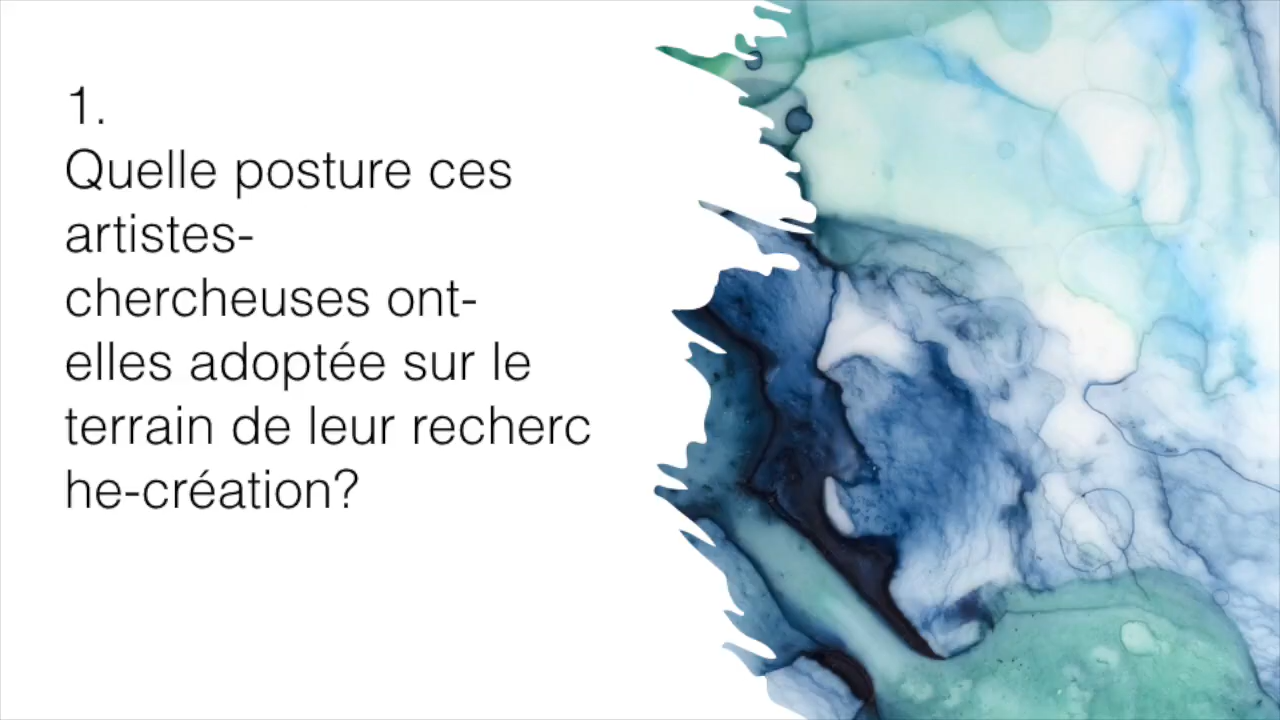 1.
Quelle posture ces
artistes-
chercheuses ont-
elles adoptée sur le
terrain de leur recherc
he-création?